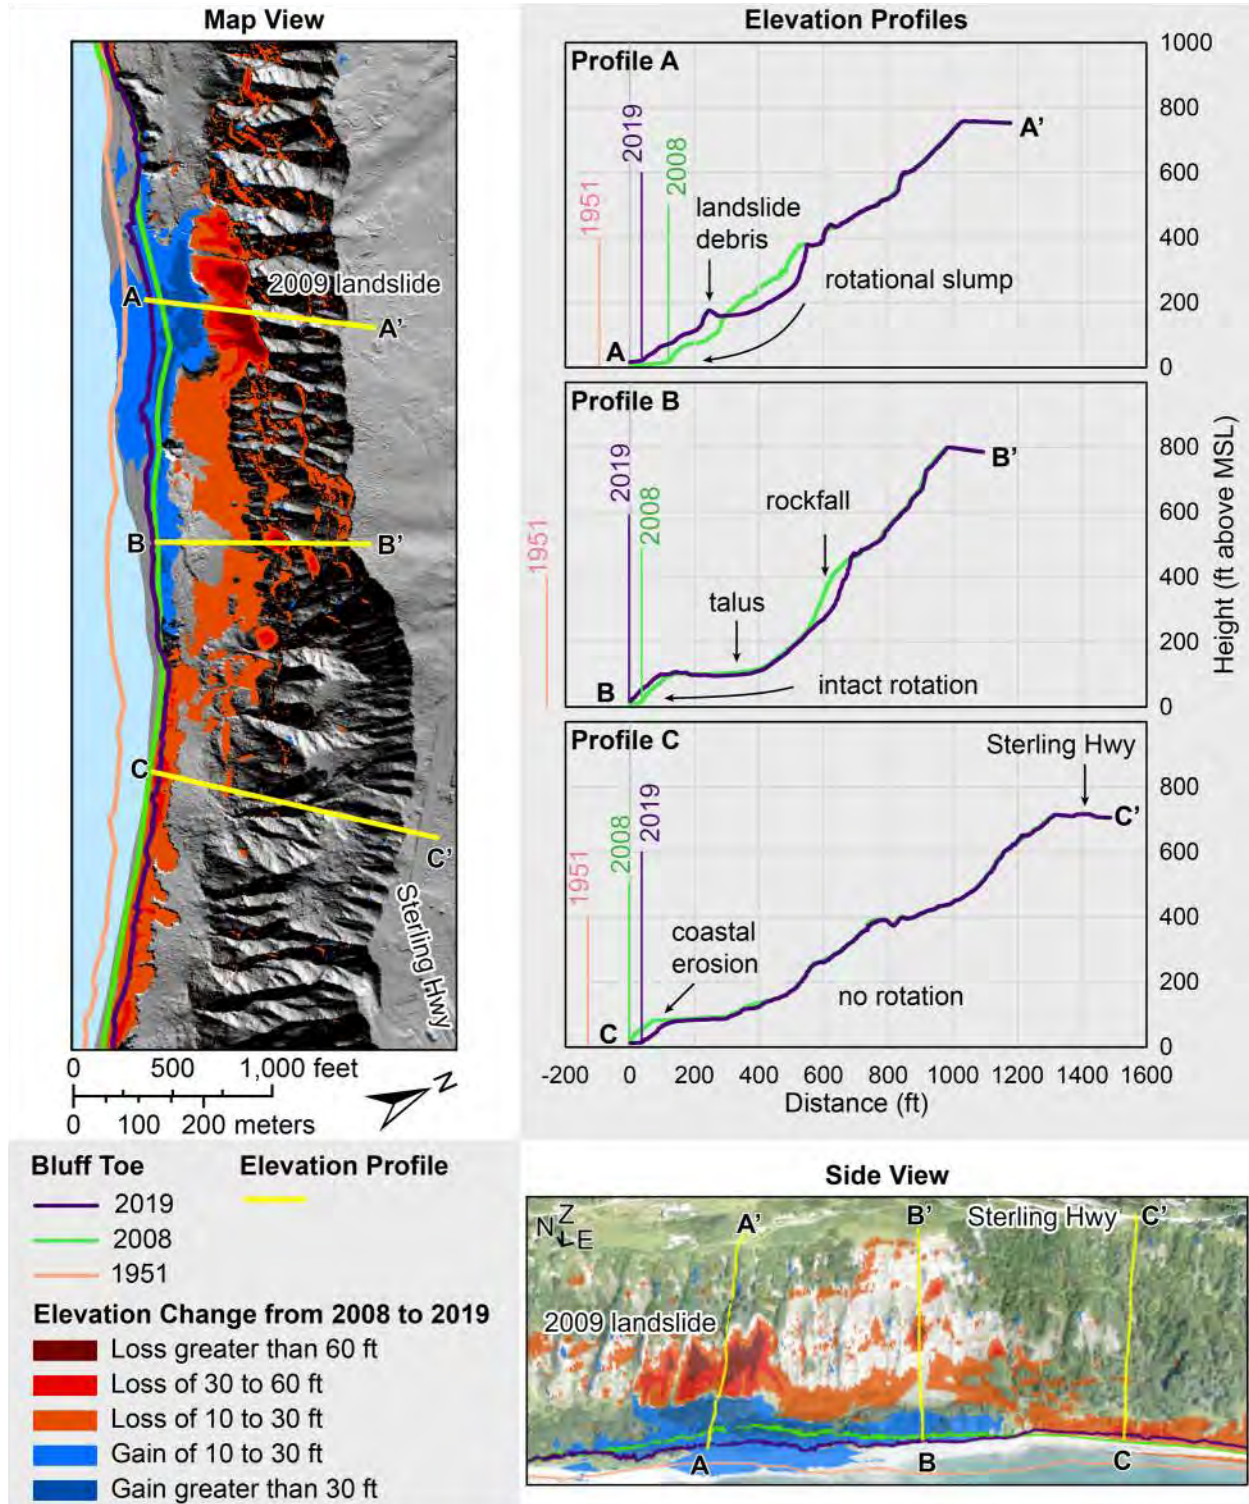 Map View
2009 landslide
A
A'
B
B'
C
C'
Sterling Hwy
0 500 1,000 feet
0 100 200 meters
N
Elevation Profiles
Profile A
1951
2019
2008
landslide
debris
rotational slump
A
A'
1000
800
600
400
200
0
Profile B
1951
2019
2008
rockfall
talus
intact rotation
B
B'
800
600
400
200
0
Height (ft above MSL)
Profile C
1951
2008
2019
Sterling Hwy
coastal
erosion
no rotation
C
C'
800
600
400
200
0
-200 0 200 400 600 800 1000 1200 1400 1600
Distance (ft)
Bluff Toe
2019
2008
1951
Elevation Profile
Elevation Change from 2008 to 2019
Loss greater than 60 ft
Loss of 30 to 60 ft
Loss of 10 to 30 ft
Gain of 10 to 30 ft
Gain greater than 30 ft
Side View
N Z E
A'
B'
Sterling Hwy
C'
2009 landslide
A
B
C